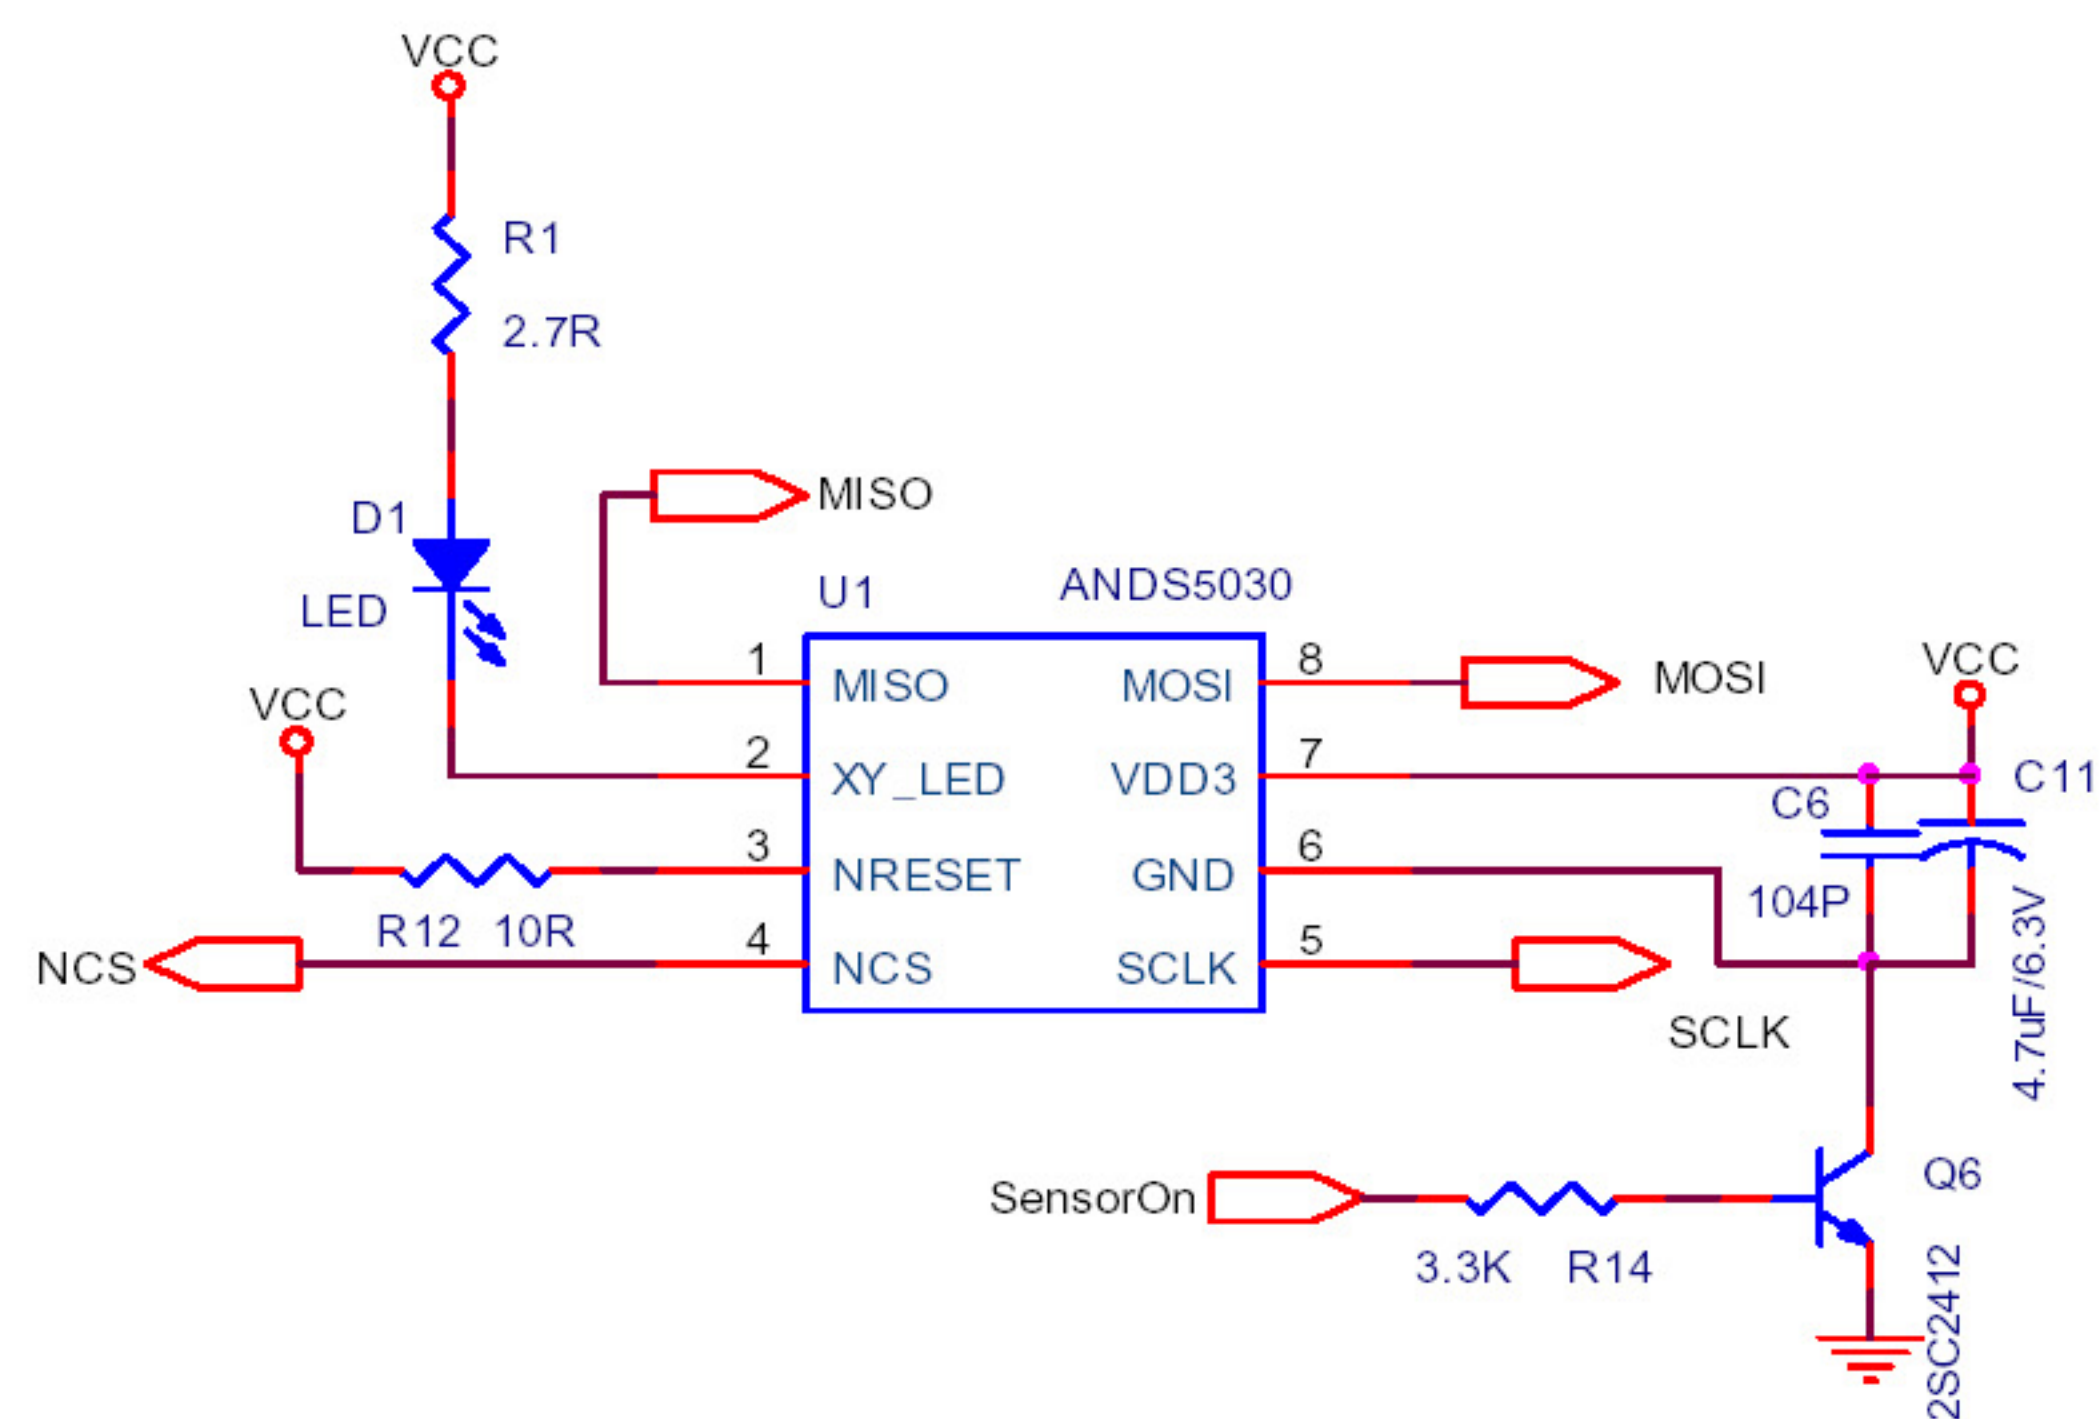 VCC
R1
2.7R
D1
LED
MISO
U1
ANDS5030
VCC
1
MISO
MOSI
8
MOSI
VCC
2
XY_LED
VDD3
7
C11
C6
3
NRESET
GND
6
104P
4.7uF/6.3V
R12 10R
NCS
4
NCS
SCLK
5
SCLK
SensorOn
3.3K
R14
Q6
2SC2412